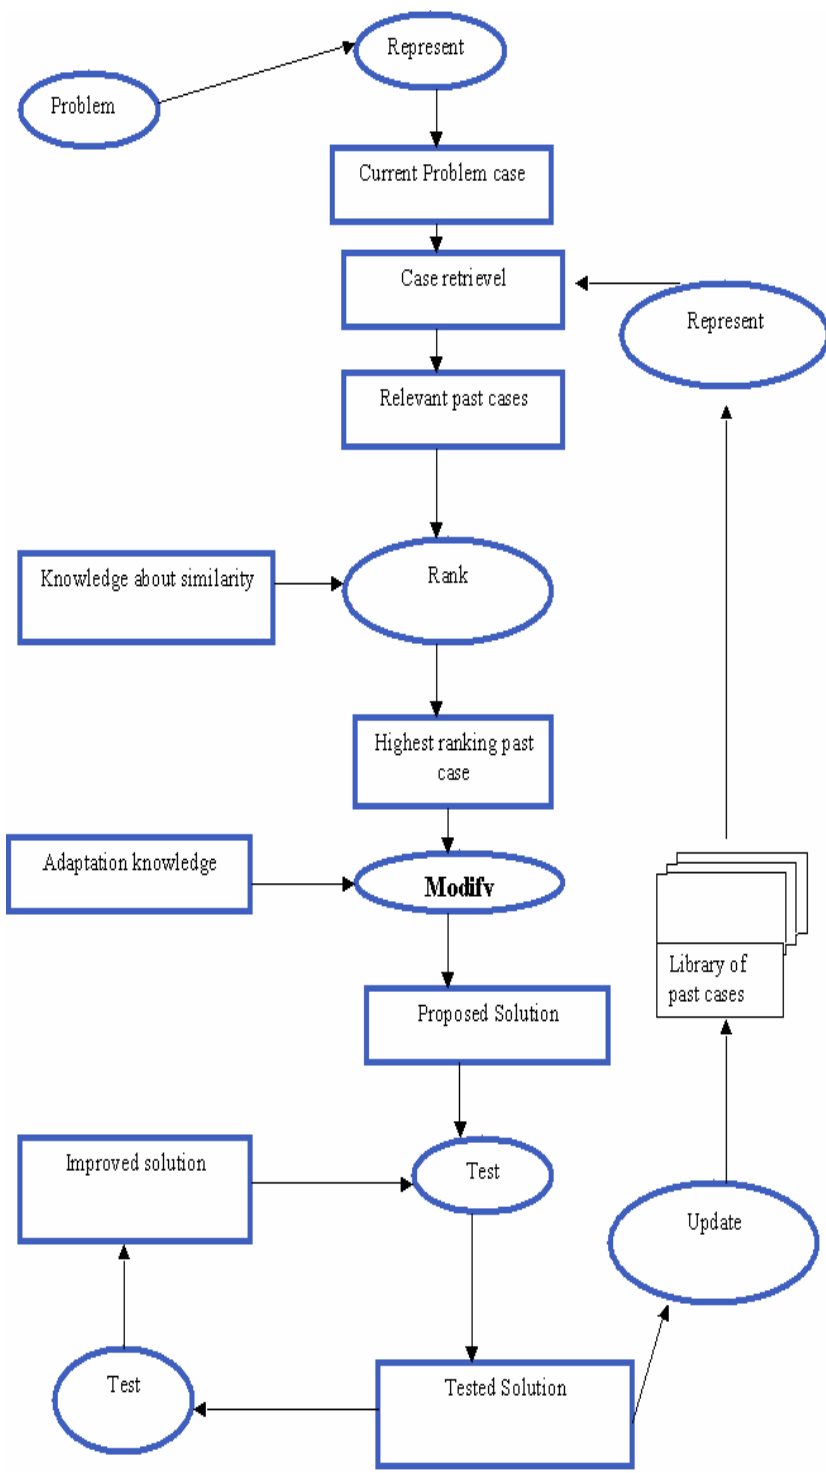 Represent
Problem
Current Problem case
Case retrievel
Represent
Relevant past cases
Knowledge about similarity
Rank
Highest ranking past
case
Adaptation knowledge
Modify
Library of
past cases
Proposed Solution
Improved solution
Test
Update
Test
Tested Solution